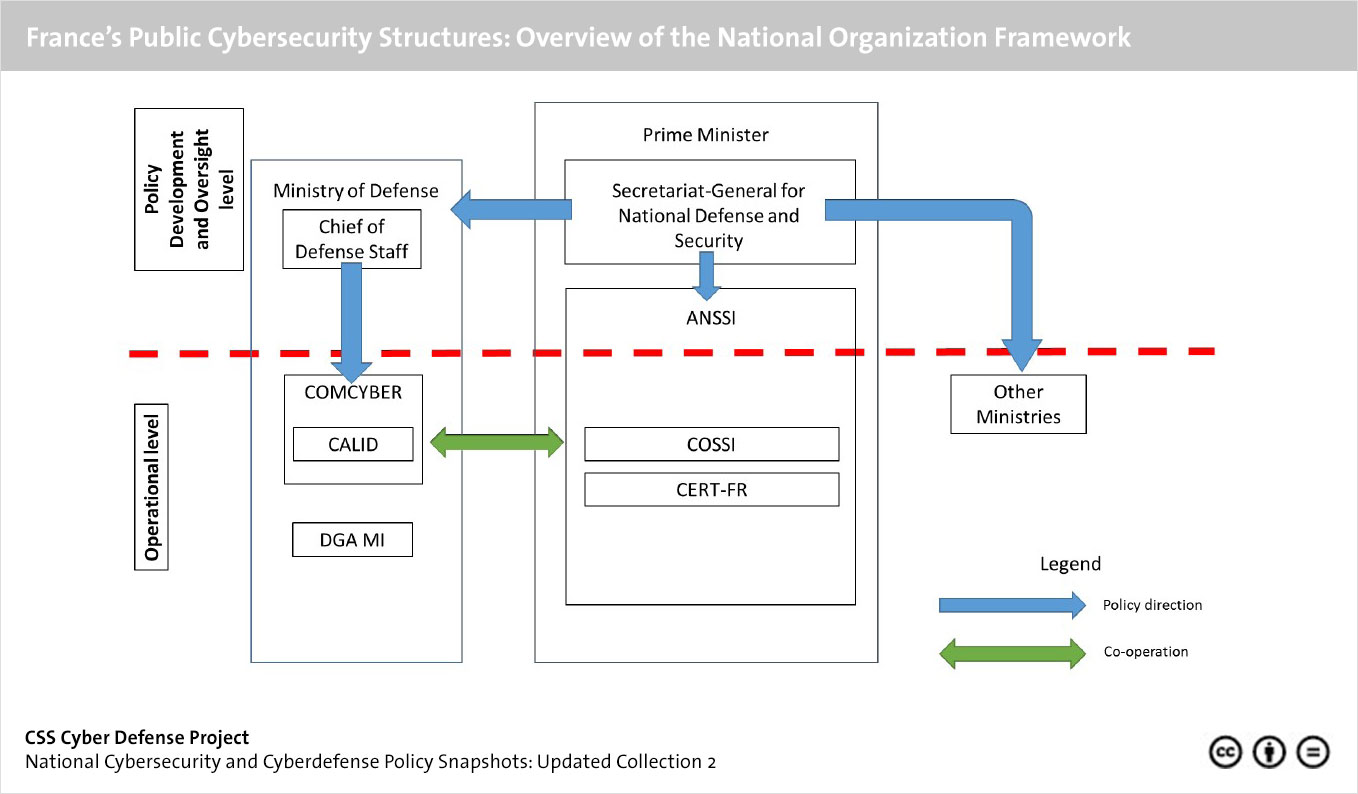 France's Public Cybersecurity Structures: Overview of the National Organization Framework
Policy
Development
and Oversight
level
Operational level
Ministry of Defense
Chief of
Defense Staff
COMCYBER
CALID
DGA MI
Prime Minister
Secretariat-General for
National Defense and
Security
ANSSI
COSSI
CERT-FR
Other
Ministries
Legend
Policy direction
Co-operation
CSS Cyber Defense Project
National Cybersecurity and Cyberdefense Policy Snapshots: Updated Collection 2
cc